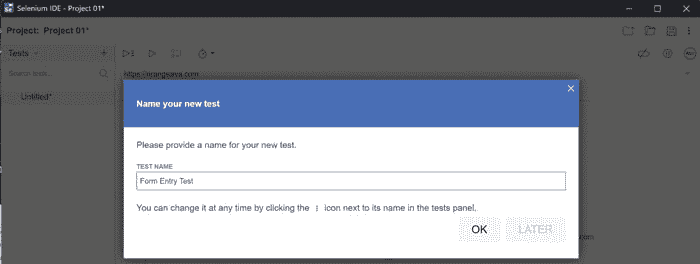 Selenium IDE - Project 01*
Project: Project 01*
Tests
Search tests...
Untitled*
Name your new test
Please provide a name for your new test.
TEST NAME
Form Entry Test
You can change it at any time by clicking the ⋮ icon next to its name in the tests panel.
OK
LATER